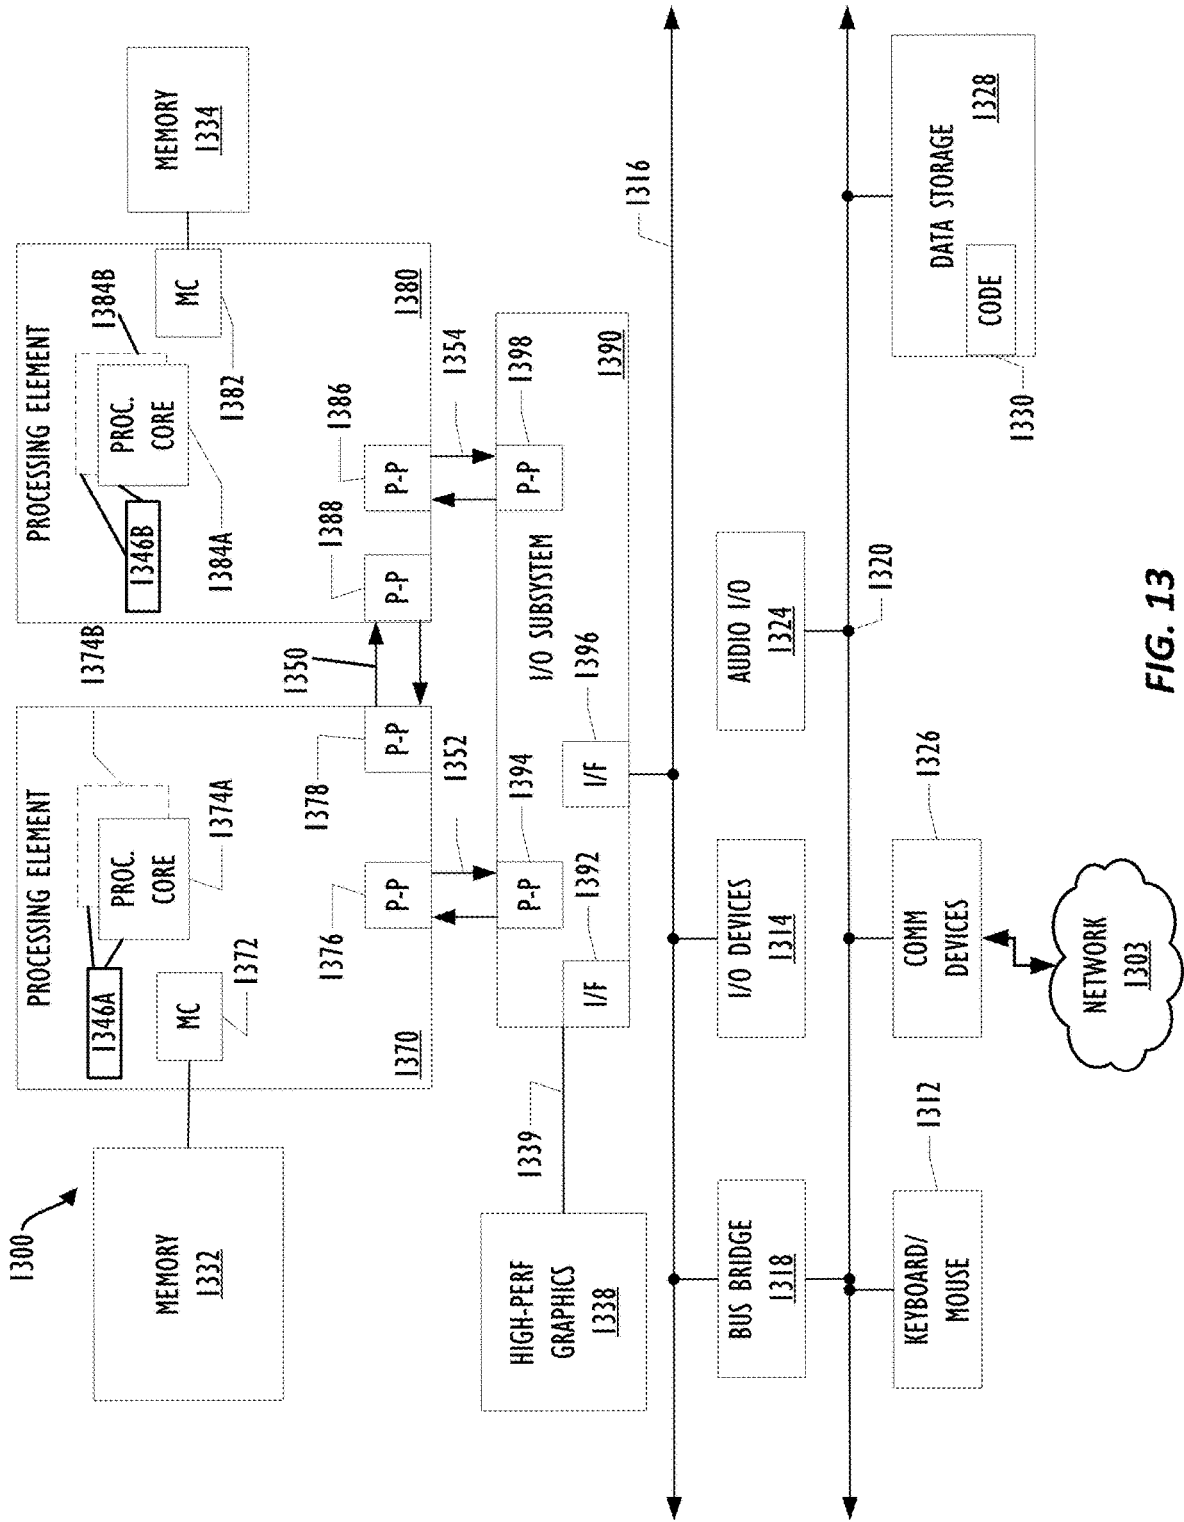 1300
MEMORY
1332
PROCESSING ELEMENT
1346A
PROC.
CORE
1374A
1374B
MC
1372
1370
1376
P-P
1378
P-P
1350
PROCESSING ELEMENT
1346B
PROC.
CORE
1384A
1384B
MC
1382
1380
1388
P-P
1386
P-P
MEMORY
1334
1352
1354
HIGH-PERF
GRAPHICS
1338
1339
I/O SUBSYSTEM
1390
P-P
1394
P-P
1398
I/F
1392
I/F
1396
1316
BUS BRIDGE
1318
I/O DEVICES
1314
AUDIO I/O
1324
1320
KEYBOARD/
MOUSE
1312
COMM
DEVICES
1326
DATA STORAGE
1328
CODE
1330
NETWORK
1303
FIG. 13